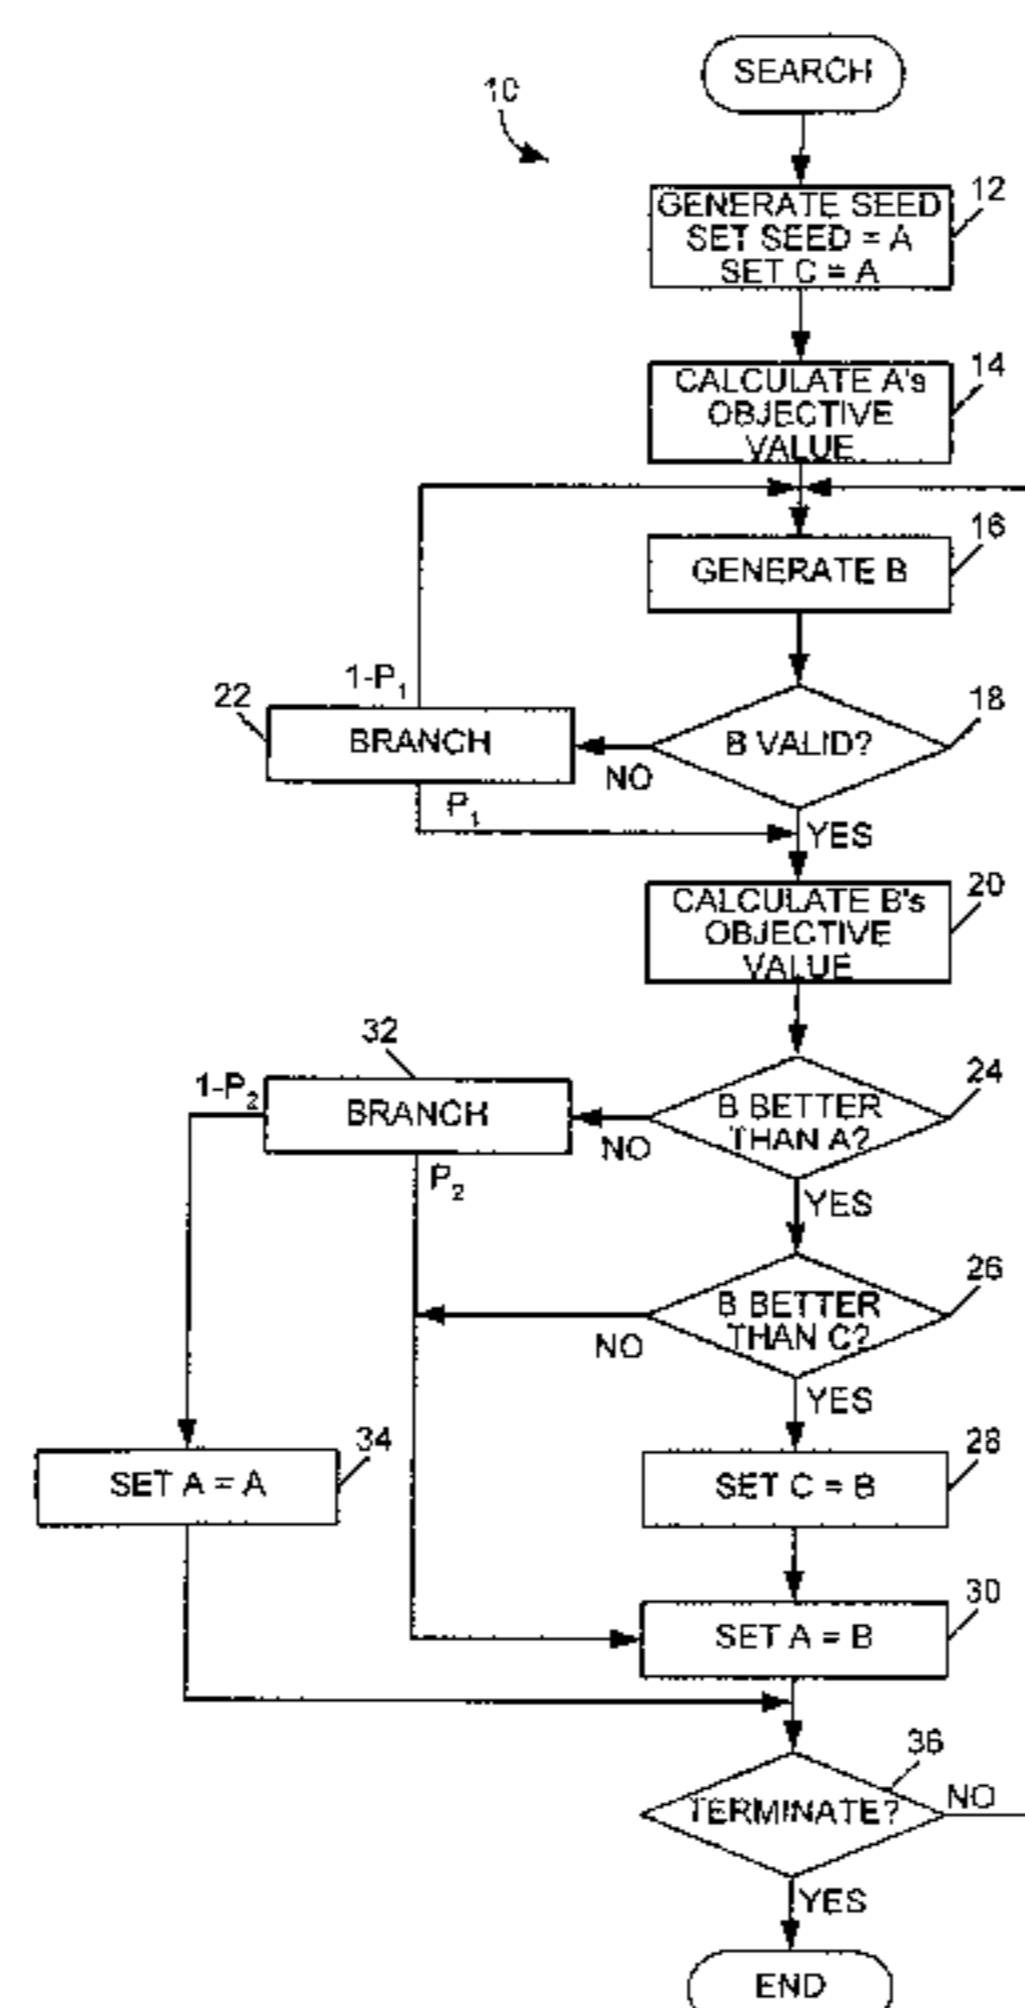 SEARCH
10
GENERATE SEED
SET SEED = A
SET C = A
12
CALCULATE A's
OBJECTIVE
VALUE
14
GENERATE B
16
1-P1
22
BRANCH
B VALID?
18
NO
P1
YES
CALCULATE B's
OBJECTIVE
VALUE
20
32
1-P2
BRANCH
B BETTER
THAN A?
24
NO
P2
YES
B BETTER
THAN C?
26
NO
YES
SET A = A
34
SET C = B
28
SET A = B
30
TERMINATE?
36
NO
YES
END